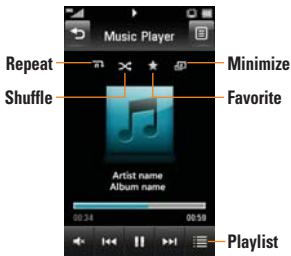 Music Player
Repeat
Minimize
Shuffle
Favorite
Artist name
Album name
00:34
00:59
Playlist